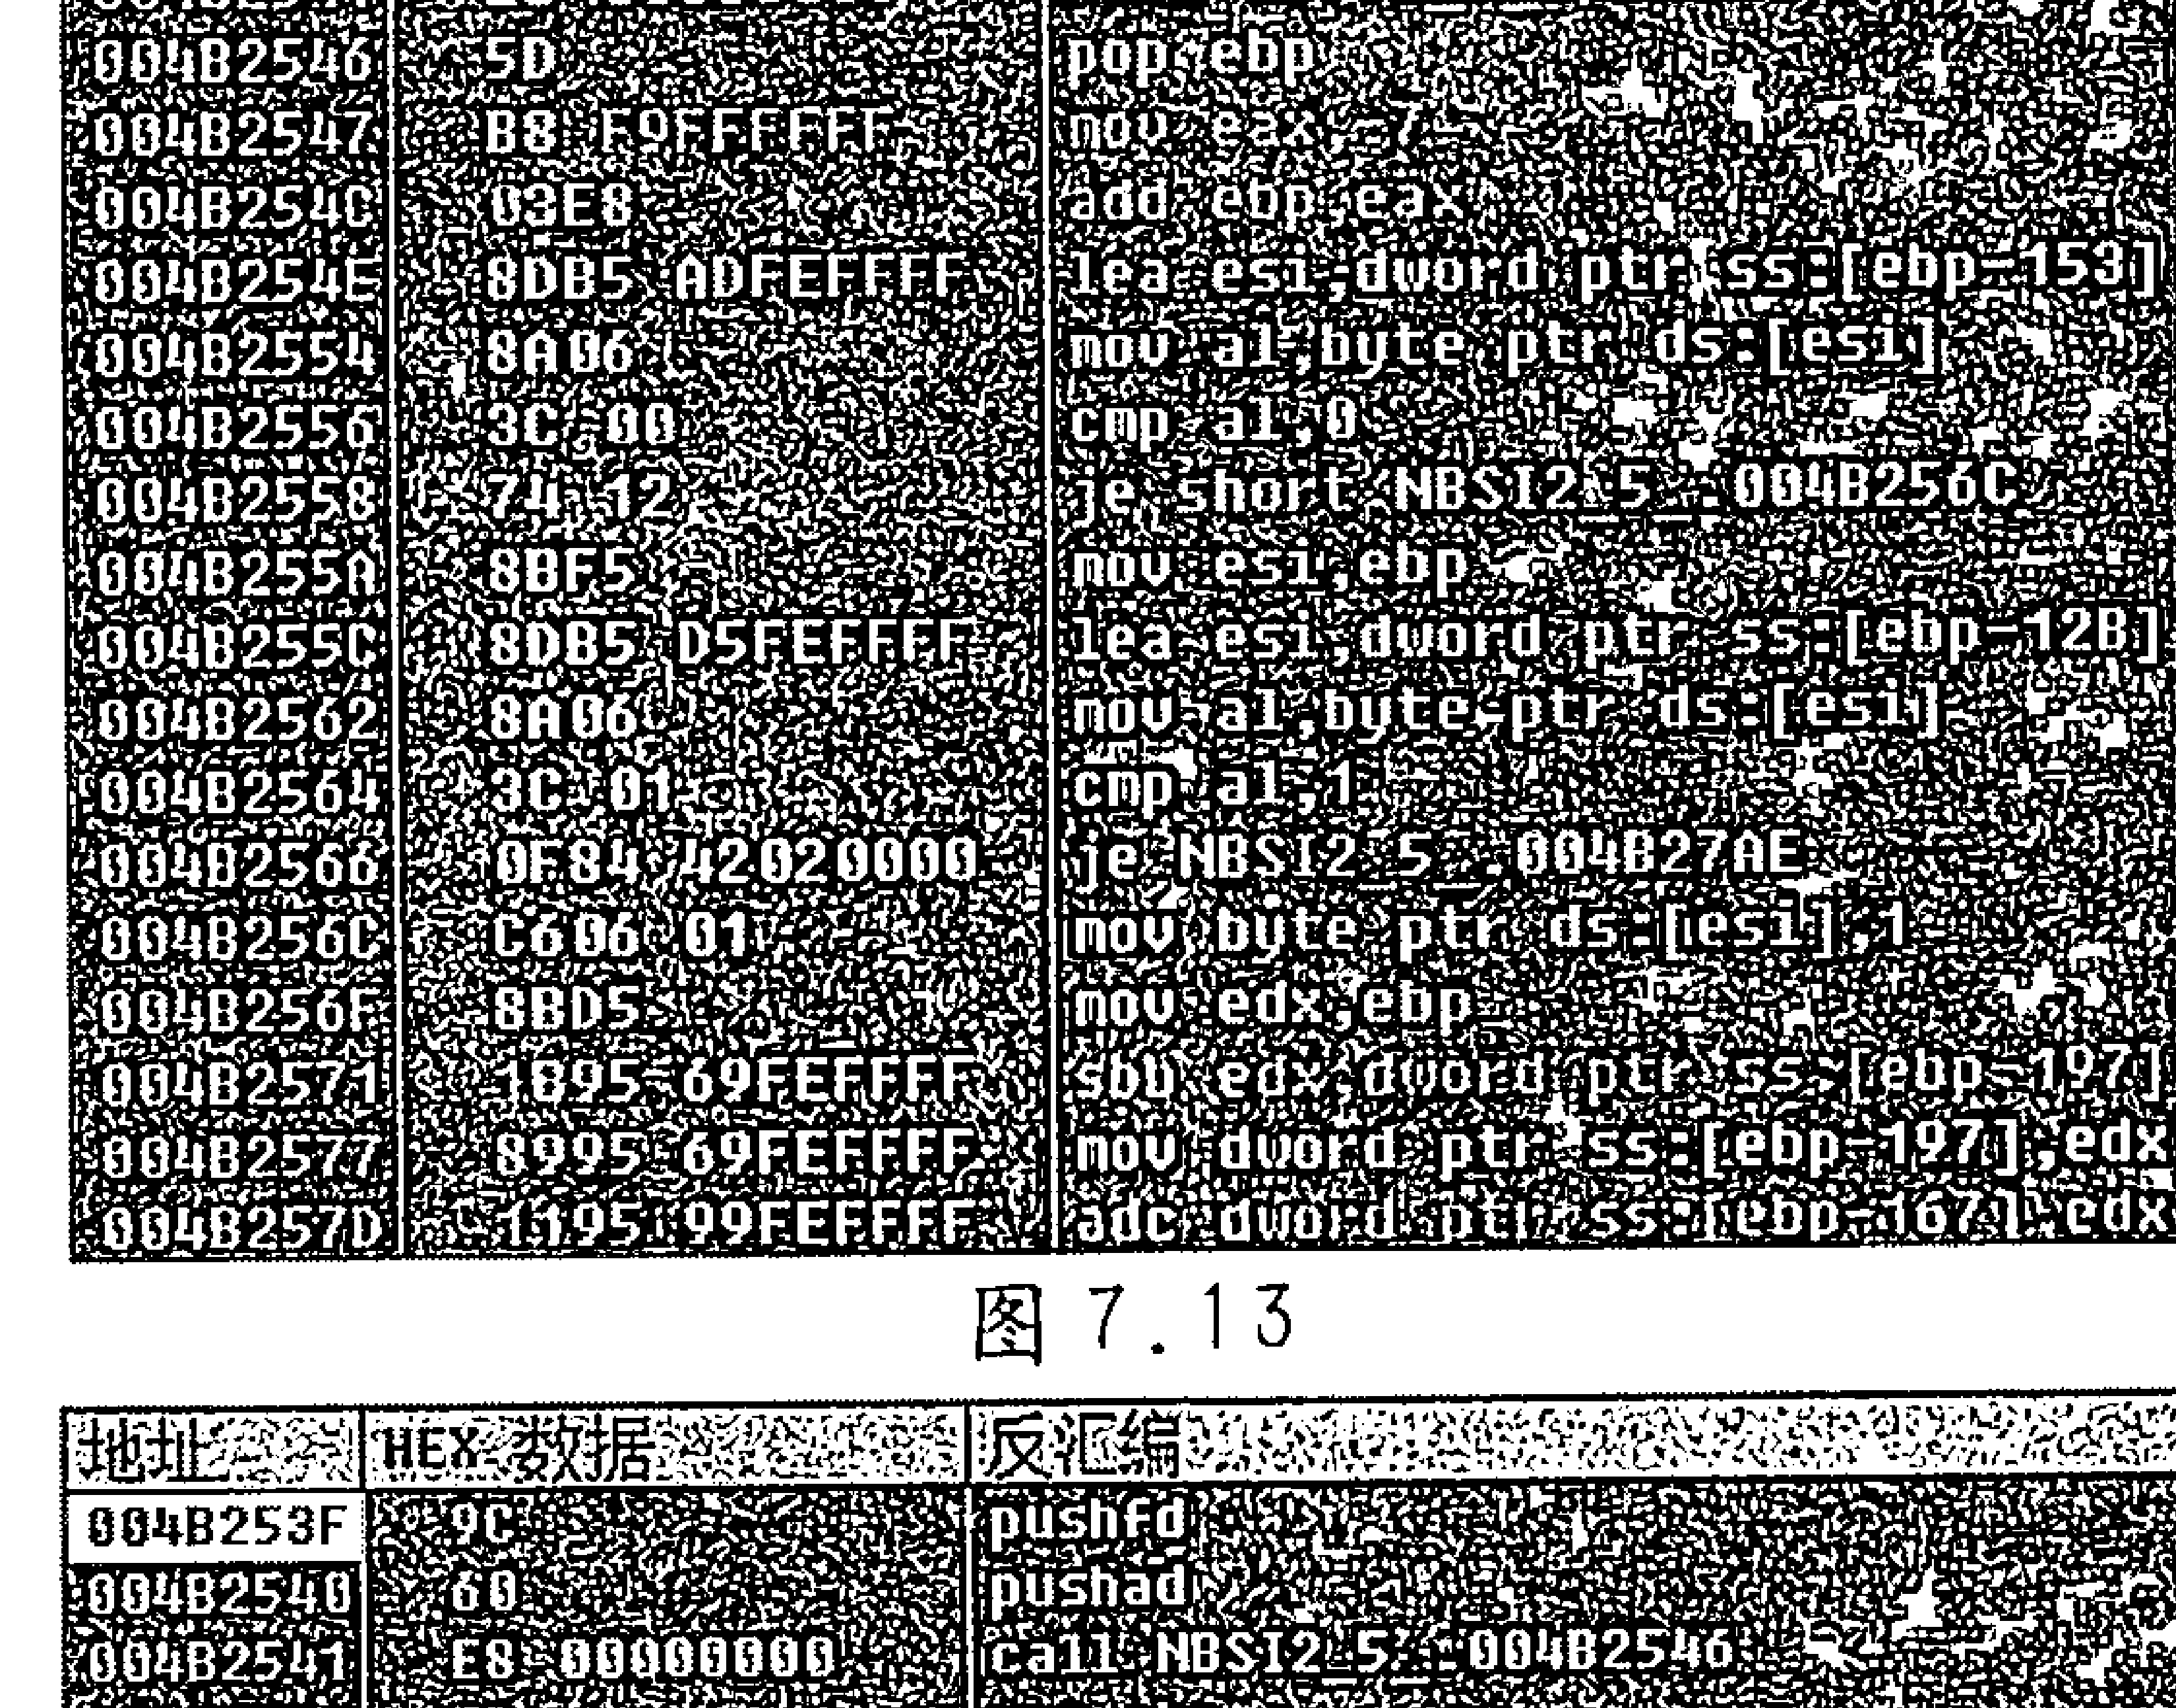 004B2546 5D pop ebp
004B2547 B8 F9FFFFFF mov eax,-7
004B254C 03E8 add ebp,eax
004B254E 8DB5 ADFEFFFF lea esi,dword ptr ss:[ebp-153]
004B2554 8A06 mov al,byte ptr ds:[esi]
004B2556 3C 00 cmp al,0
004B2558 74 12 je short NBSI2_5_.004B256C
004B255A 8BF5 mov esi,ebp
004B255C 8DB5 D5FEFFFF lea esi,dword ptr ss:[ebp-12B]
004B2562 8A06 mov al,byte ptr ds:[esi]
004B2564 3C 01 cmp al,1
004B2566 0F84 42020000 je NBSI2_5_.004B27AE
004B256C C606 01 mov byte ptr ds:[esi],1
004B256F 8BD5 mov edx,ebp
004B2571 1B95 69FEFFFF sbb edx,dword ptr ss:[ebp-197]
004B2577 8995 69FEFFFF mov dword ptr ss:[ebp-197],edx
004B257D 1195 99FEFFFF adc dword ptr ss:[ebp-167],edx
图 7.13
地址 HEX 数据 反汇编
004B253F 9C pushfd
004B2540 60 pushad
004B2541 E8 00000000 call NBSI2_5_.004B2546